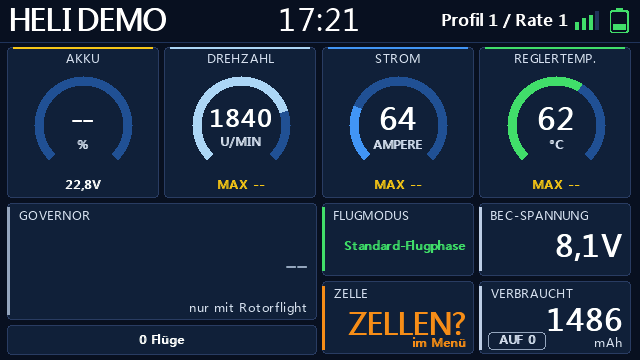 HELI DEMO
17:21
Profil 1 / Rate 1
AKKU
--
%
22,8V
DREHZAHL
1840
U/MIN
MAX --
STROM
64
AMPERE
MAX --
REGLERTEMP.
62
°C
MAX --
GOVERNOR
--
nur mit Rotorflight
0 Flüge
FLUGMODUS
Standard-Flugphase
BEC-SPANNUNG
8,1V
ZELLE
ZELLEN?
im Menü
VERBRAUCHT
1486
AUF 0
mAh